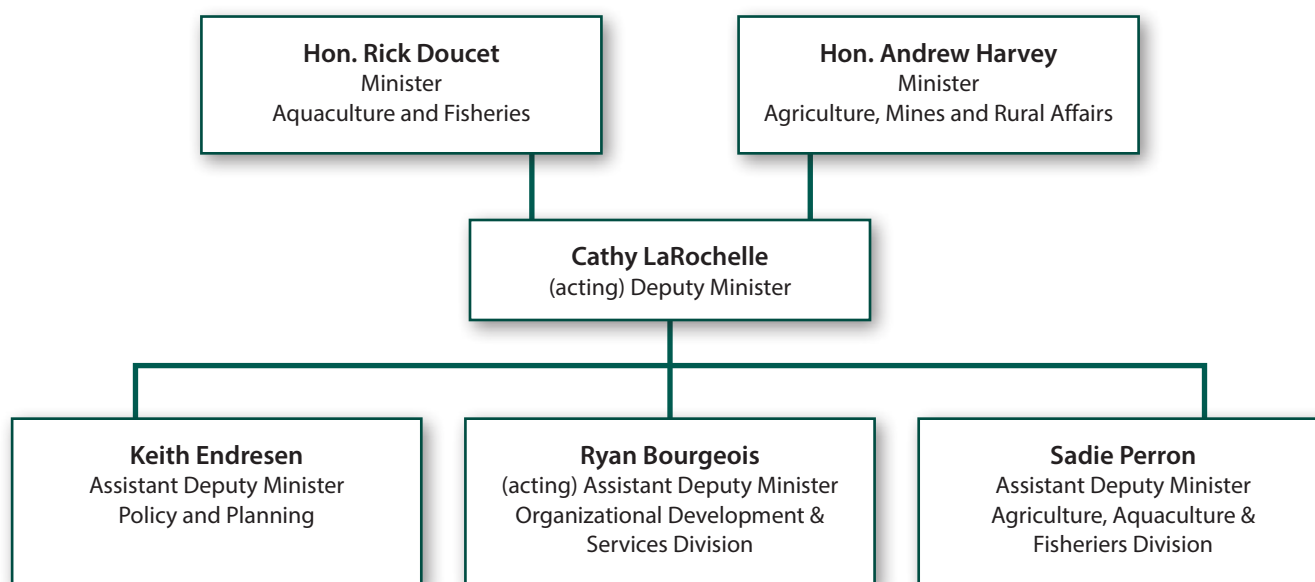 Hon. Rick Doucet
Minister
Aquaculture and Fisheries
Hon. Andrew Harvey
Minister
Agriculture, Mines and Rural Affairs
Cathy LaRochelle
(acting) Deputy Minister
Keith Endresen
Assistant Deputy Minister
Policy and Planning
Ryan Bourgeois
(acting) Assistant Deputy Minister
Organizational Development &
Services Division
Sadie Perron
Assistant Deputy Minister
Agriculture, Aquaculture &
Fisheriers Division